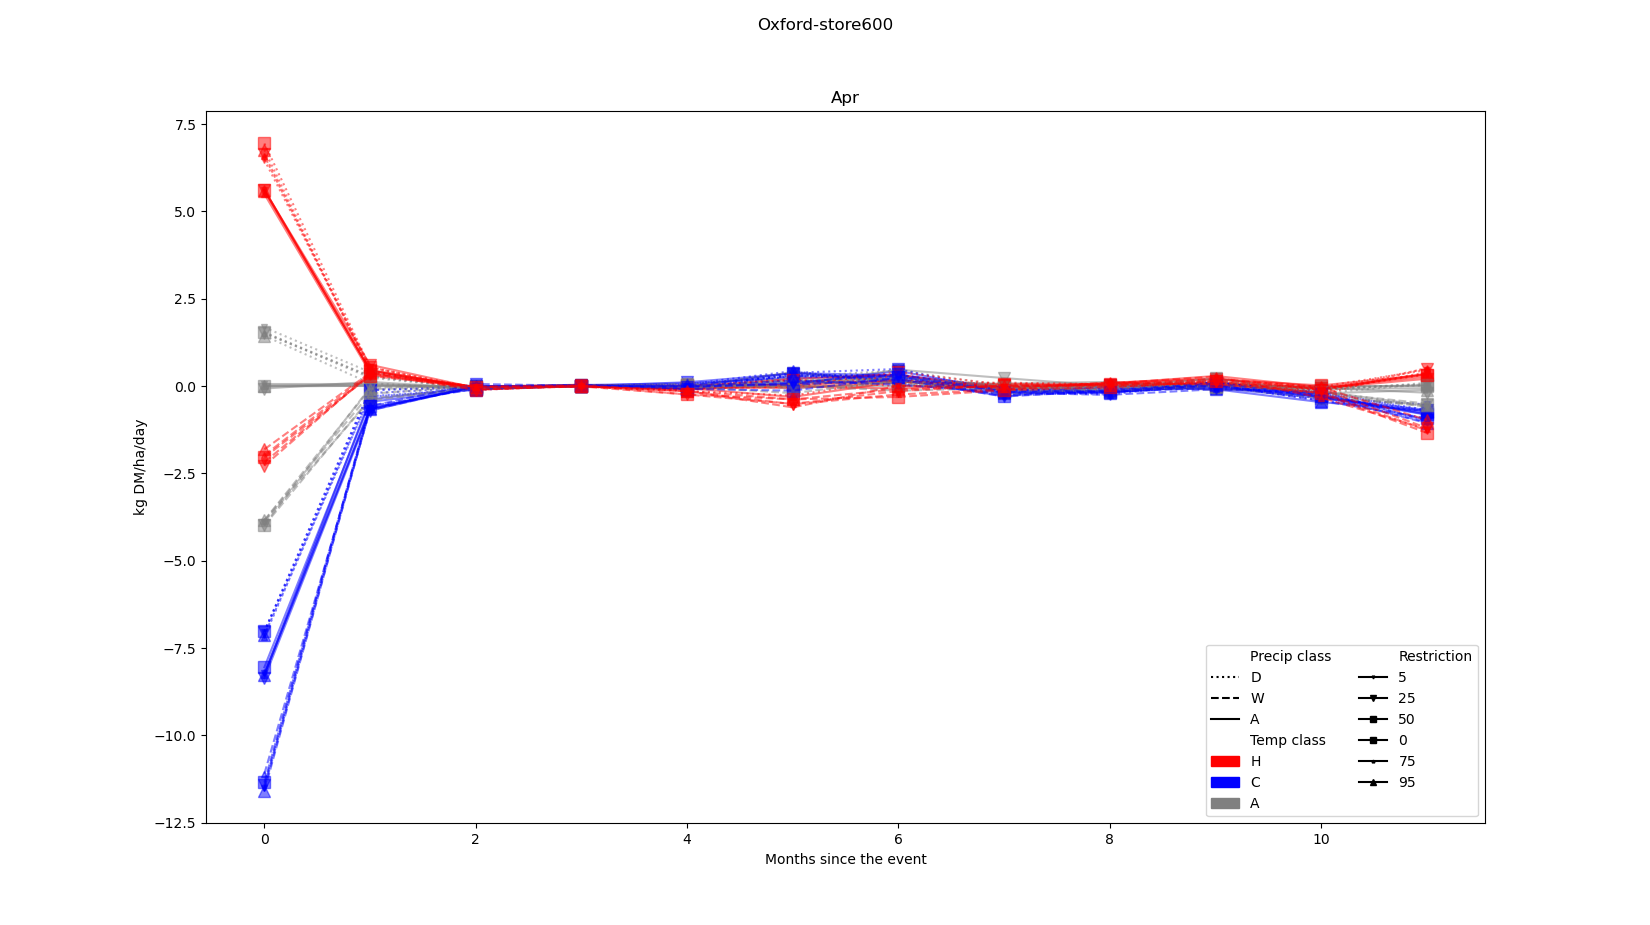 Oxford-store600
Apr
7.5
5.0
2.5
0.0
−2.5
−5.0
−7.5
−10.0
−12.5
kg DM/ha/day
0 2 4 6 8 10
Months since the event
Precip class
D
W
A
Temp class
H
C
A
Restriction
5
25
50
0
75
95